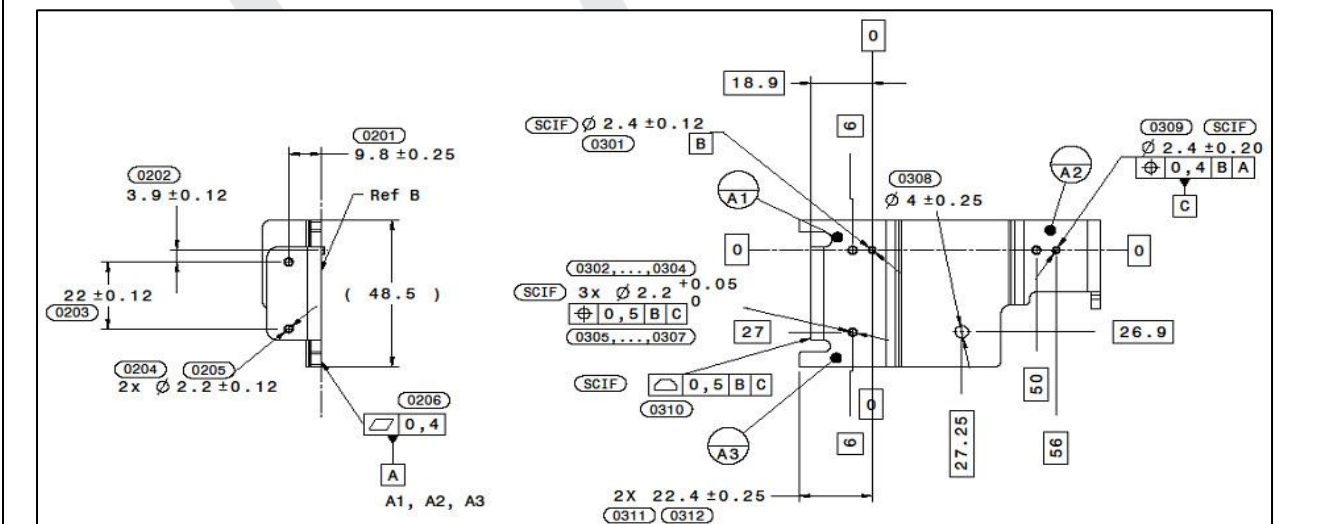 0
18.9
SCIF Ø 2.4 ±0.12
0301
B
6
0309 SCIF
Ø 2.4 ±0.20
⌖ 0,4 B A
C
0201
9.8 ±0.25
0202
3.9 ±0.12
Ref B
A1
0308
Ø 4 ±0.25
A2
0
0
22 ±0.12
0203
( 48.5 )
0302,...,0304
SCIF 3x Ø 2.2 +0.05
0
⌖ 0,5 B C
0305,...,0307
27
26.9
0204 0205
2x Ø 2.2 ±0.12
SCIF ⌓ 0,5 B C
0310
0206
⏥ 0,4
A
A1, A2, A3
0
50
6
27.25
56
A3
2X 22.4 ±0.25
0311 0312